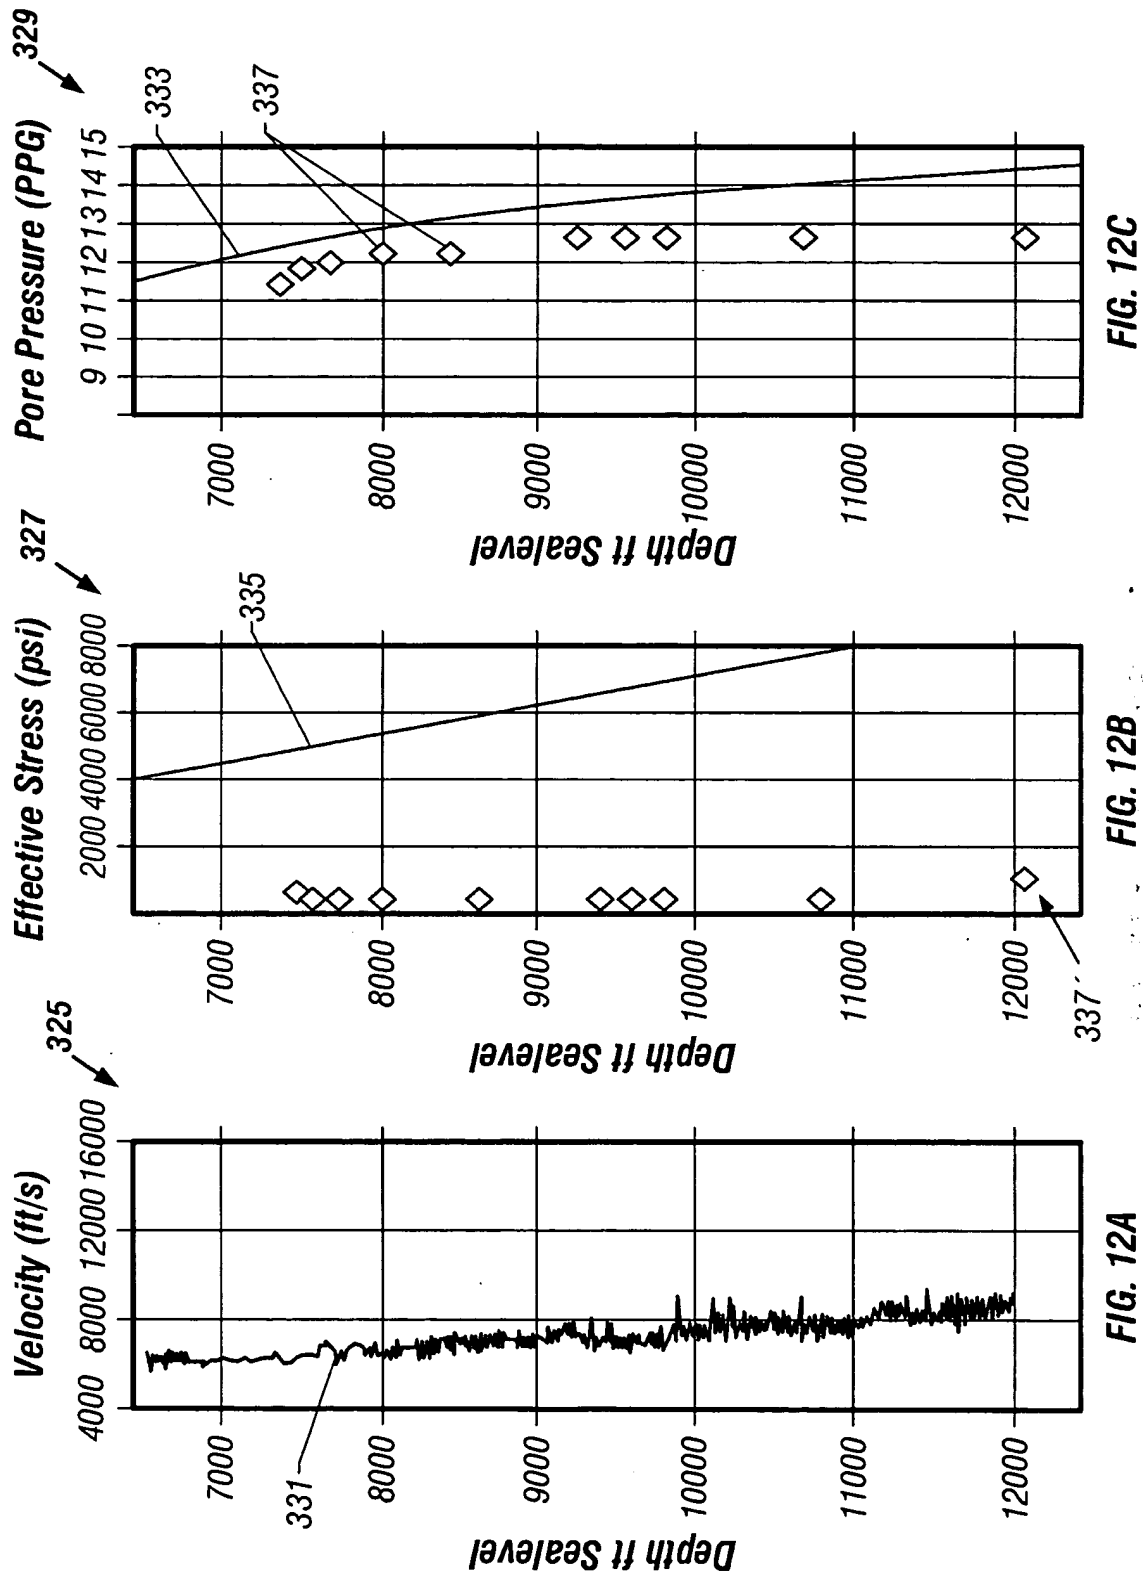 325
Velocity (ft/s)
4000 8000 12000 16000
Depth ft Sealevel
7000
8000
9000
10000
11000
12000
331
FIG. 12A
327
Effective Stress (psi)
2000 4000 6000 8000
Depth ft Sealevel
7000
8000
9000
10000
11000
12000
335
337′
FIG. 12B
329
Pore Pressure (PPG)
9 10 11 12 13 14 15
Depth ft Sealevel
7000
8000
9000
10000
11000
12000
333
337
FIG. 12C